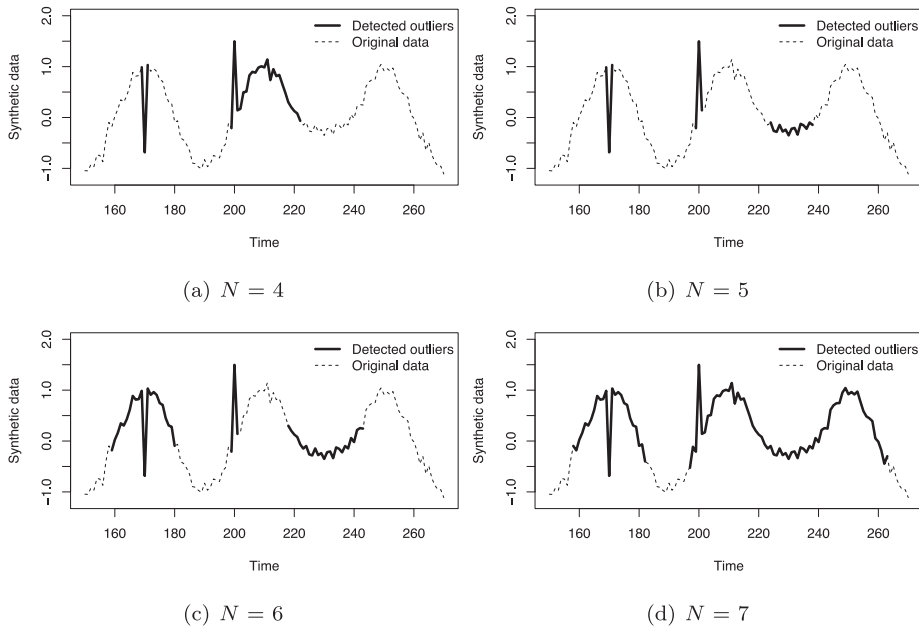 Synthetic data
2.0
1.0
0.0
−1.0
Detected outliers
Original data
160 180 200 220 240 260
Time
(a) N = 4
Synthetic data
2.0
1.0
0.0
−1.0
Detected outliers
Original data
160 180 200 220 240 260
Time
(b) N = 5
Synthetic data
2.0
1.0
0.0
−1.0
Detected outliers
Original data
160 180 200 220 240 260
Time
(c) N = 6
Synthetic data
2.0
1.0
0.0
−1.0
Detected outliers
Original data
160 180 200 220 240 260
Time
(d) N = 7